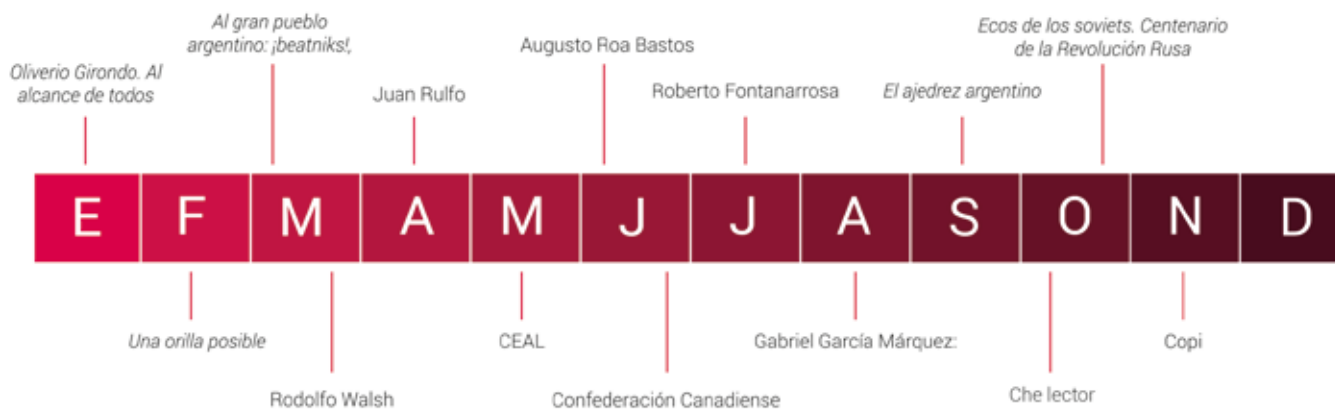 Oliverio Girondo. Al
alcance de todos
Al gran pueblo
argentino: ¡beatniks!,
Juan Rulfo
Augusto Roa Bastos
Roberto Fontanarrosa
El ajedrez argentino
Ecos de los soviets. Centenario
de la Revolución Rusa
E F M A M J J A S O N D
Una orilla posible
Rodolfo Walsh
CEAL
Confederación Canadiense
Gabriel García Márquez:
Che lector
Copi